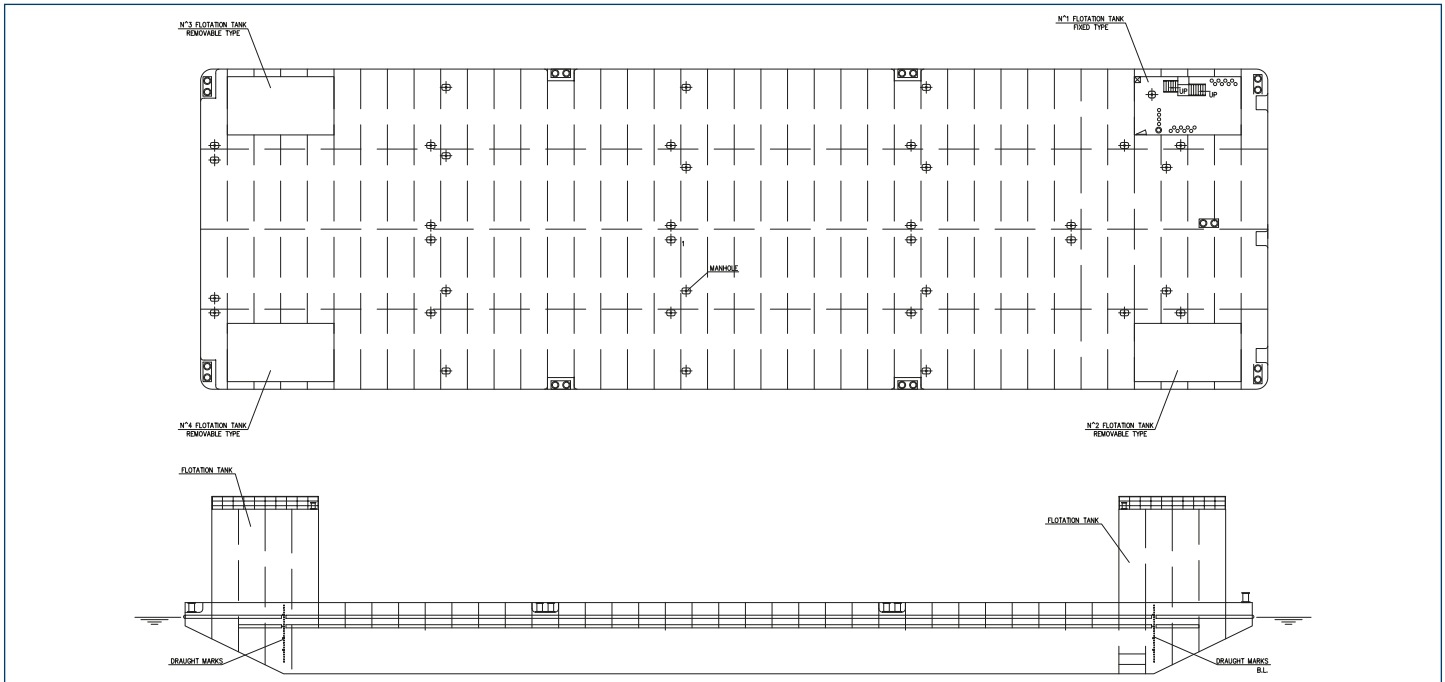 N^3 FLOTATION TANK
REMOVABLE TYPE
N^1 FLOTATION TANK
FIXED TYPE
UP
UP
1
MANHOLE
N^4 FLOTATION TANK
REMOVABLE TYPE
N^2 FLOTATION TANK
REMOVABLE TYPE
FLOTATION TANK
FLOTATION TANK
DRAUGHT MARKS
DRAUGHT MARKS
B.L.